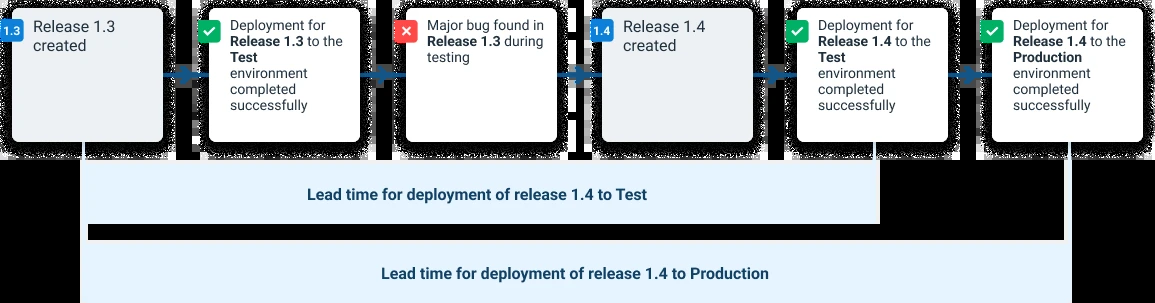 1.3
Release 1.3
created
Deployment for
Release 1.3 to the
Test
environment
completed
successfully
Major bug found in
Release 1.3 during
testing
1.4
Release 1.4
created
Deployment for
Release 1.4 to the
Test
environment
completed
successfully
Deployment for
Release 1.4 to the
Production
environment
completed
successfully
Lead time for deployment of release 1.4 to Test
Lead time for deployment of release 1.4 to Production